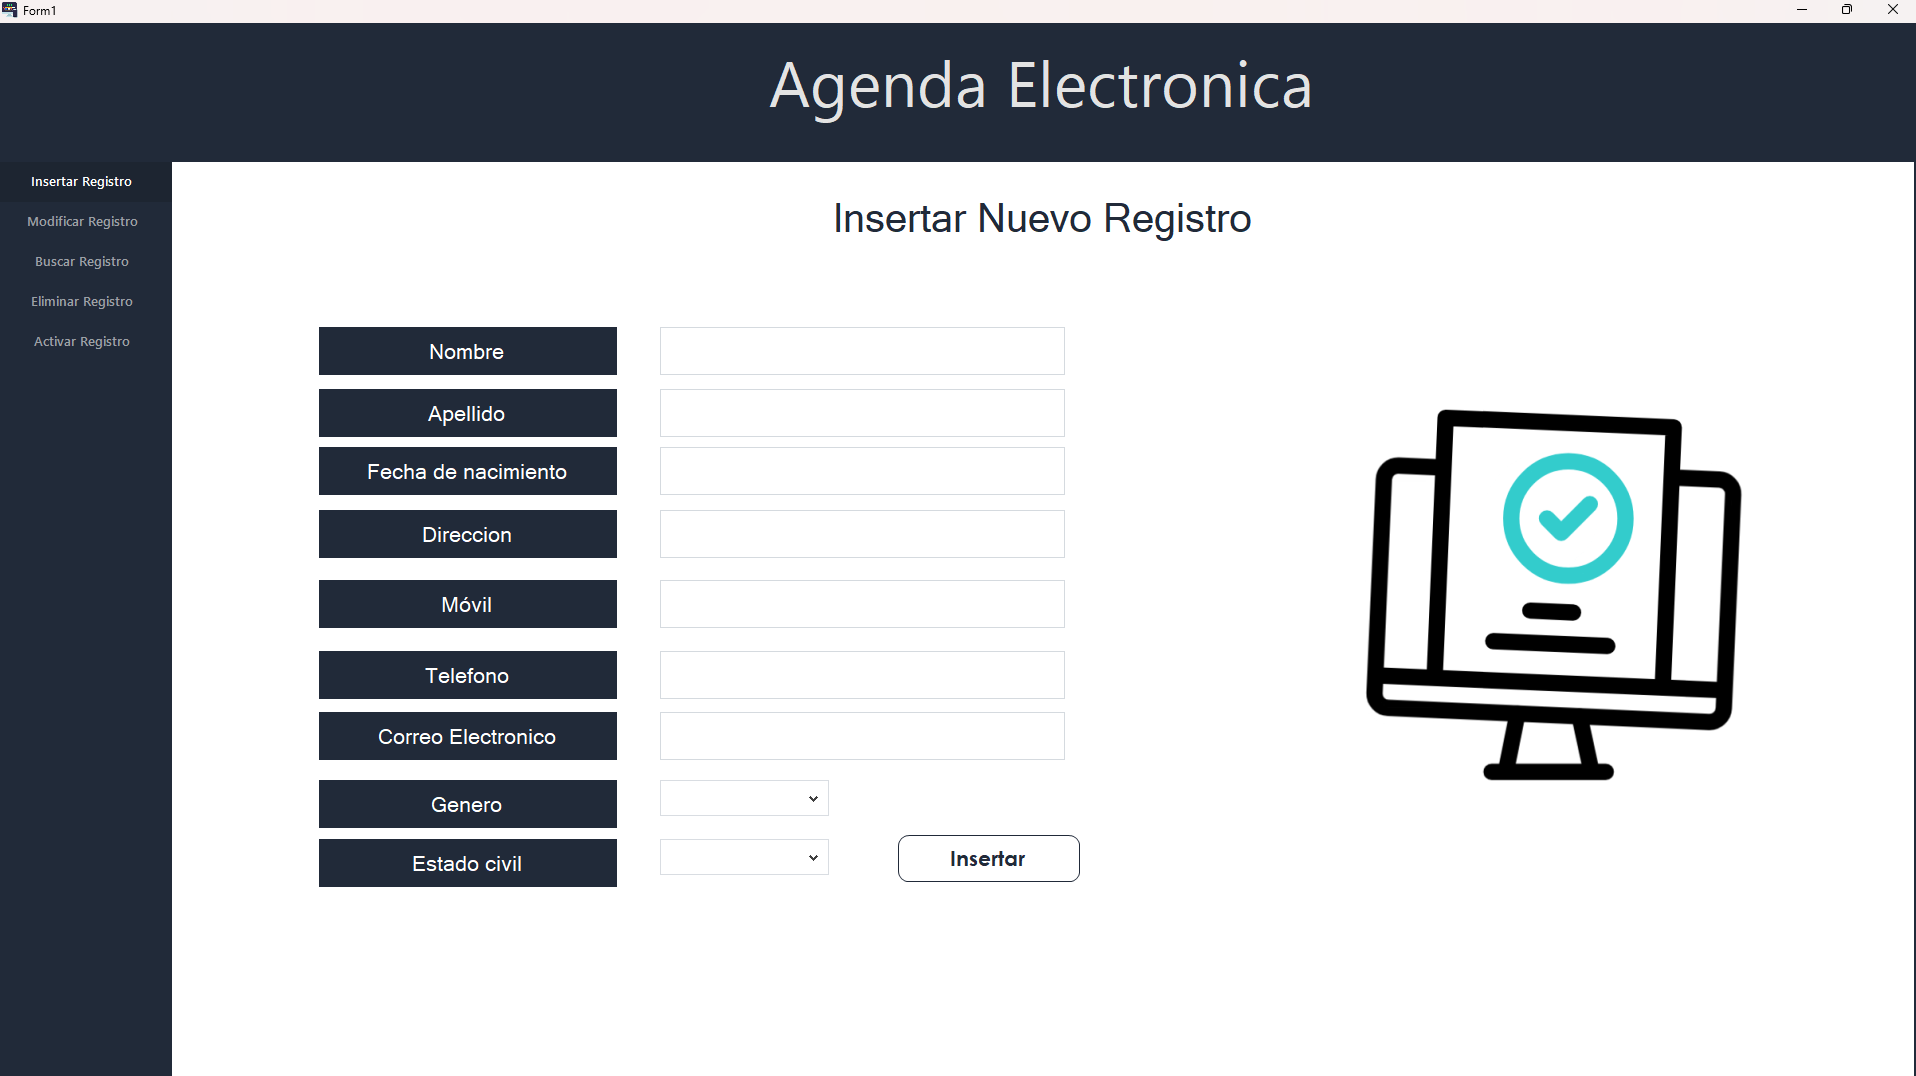 Form1
Agenda Electronica
Insertar Registro
Modificar Registro
Buscar Registro
Eliminar Registro
Activar Registro
Insertar Nuevo Registro
Nombre
Apellido
Fecha de nacimiento
Direccion
Móvil
Telefono
Correo Electronico
Genero
Estado civil
Insertar